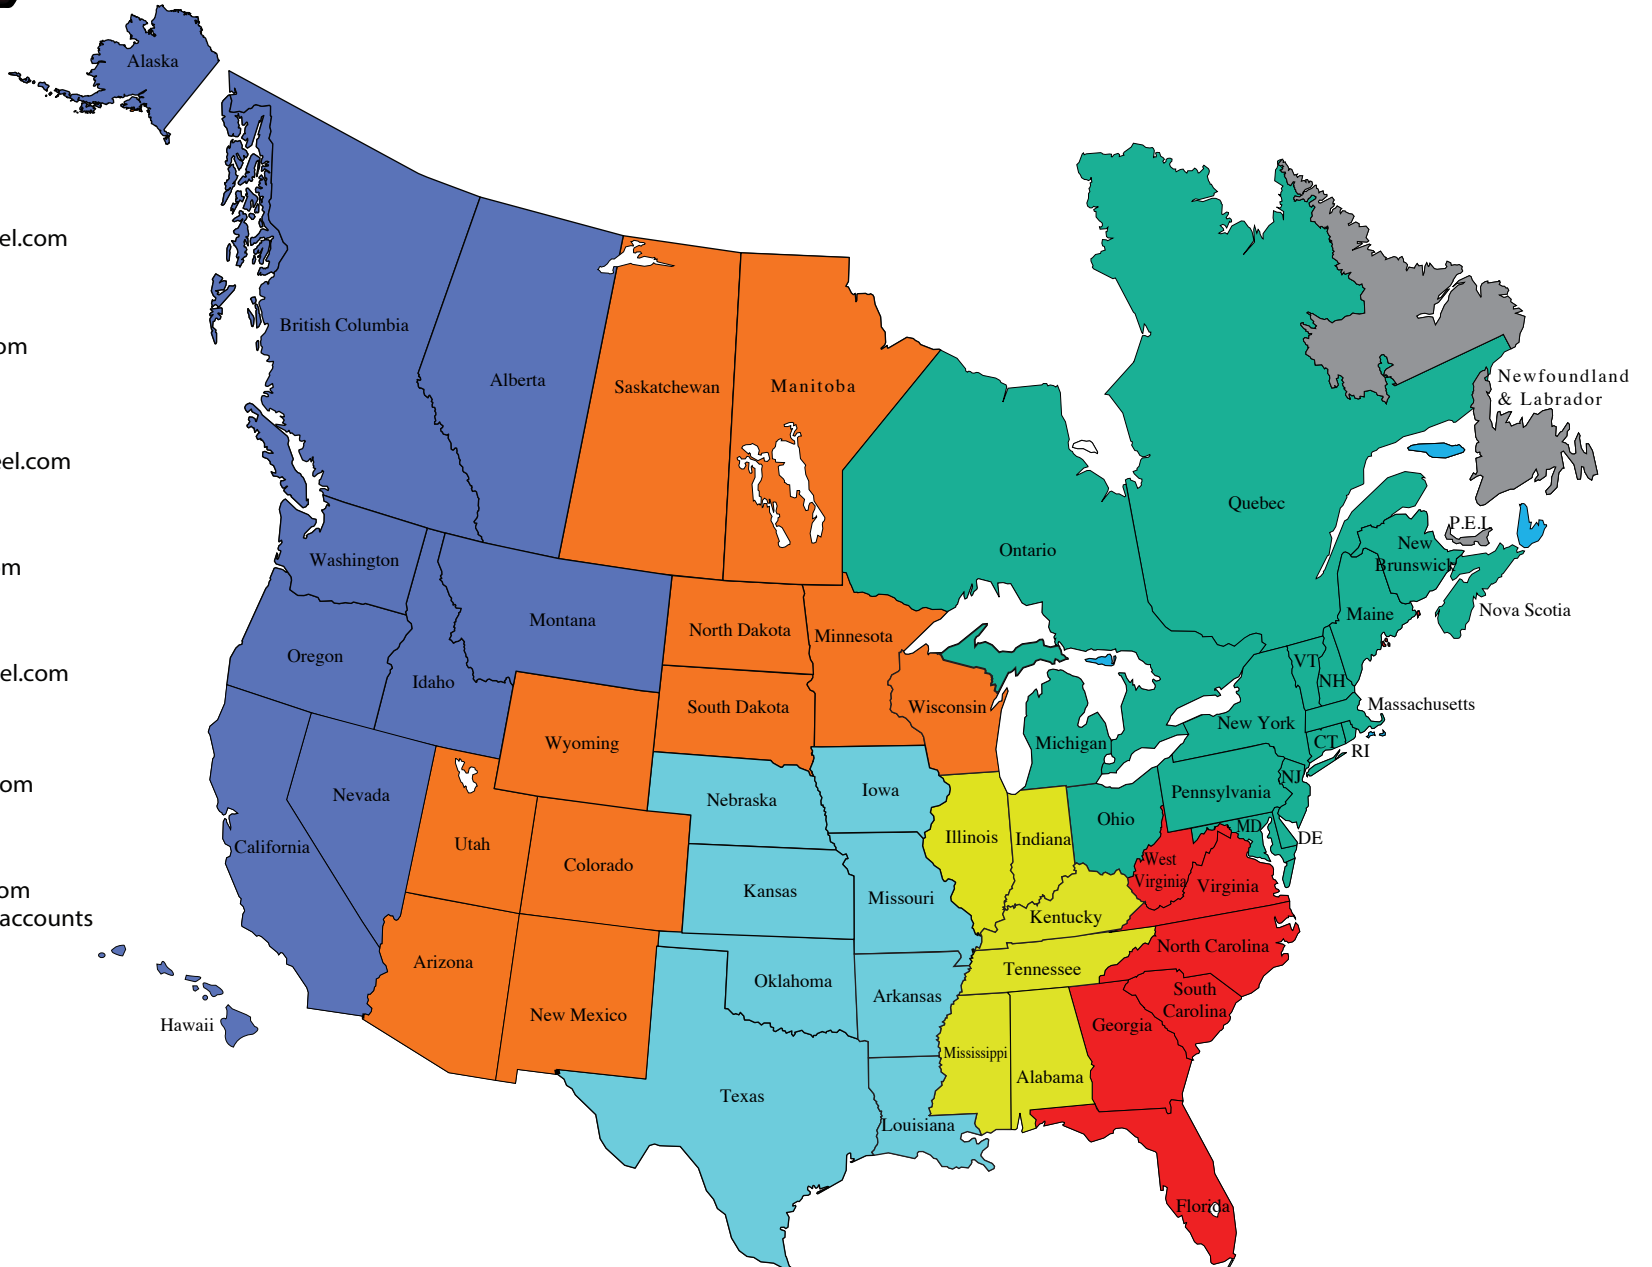 Alaska
el.com
British Columbia
om
Alberta
Saskatchewan
Manitoba
Newfoundland
& Labrador
eel.com
Quebec
P.E.I.
New
Brunswick
Ontario
Washington
om
Nova Scotia
Maine
Montana
North Dakota
Minnesota
Oregon
VT
el.com
Idaho
NH
South Dakota
Wisconsin
Massachusetts
New York
Wyoming
Michigan
CT
RI
om
Nevada
Nebraska
Iowa
Pennsylvania
NJ
California
Utah
Illinois
Indiana
Ohio
MD
DE
Colorado
West
Virginia
Virginia
om
Kansas
Missouri
accounts
Kentucky
North Carolina
Arizona
Oklahoma
Tennessee
Arkansas
South
Carolina
Hawaii
New Mexico
Georgia
Mississippi
Alabama
Texas
Louisiana
Florida